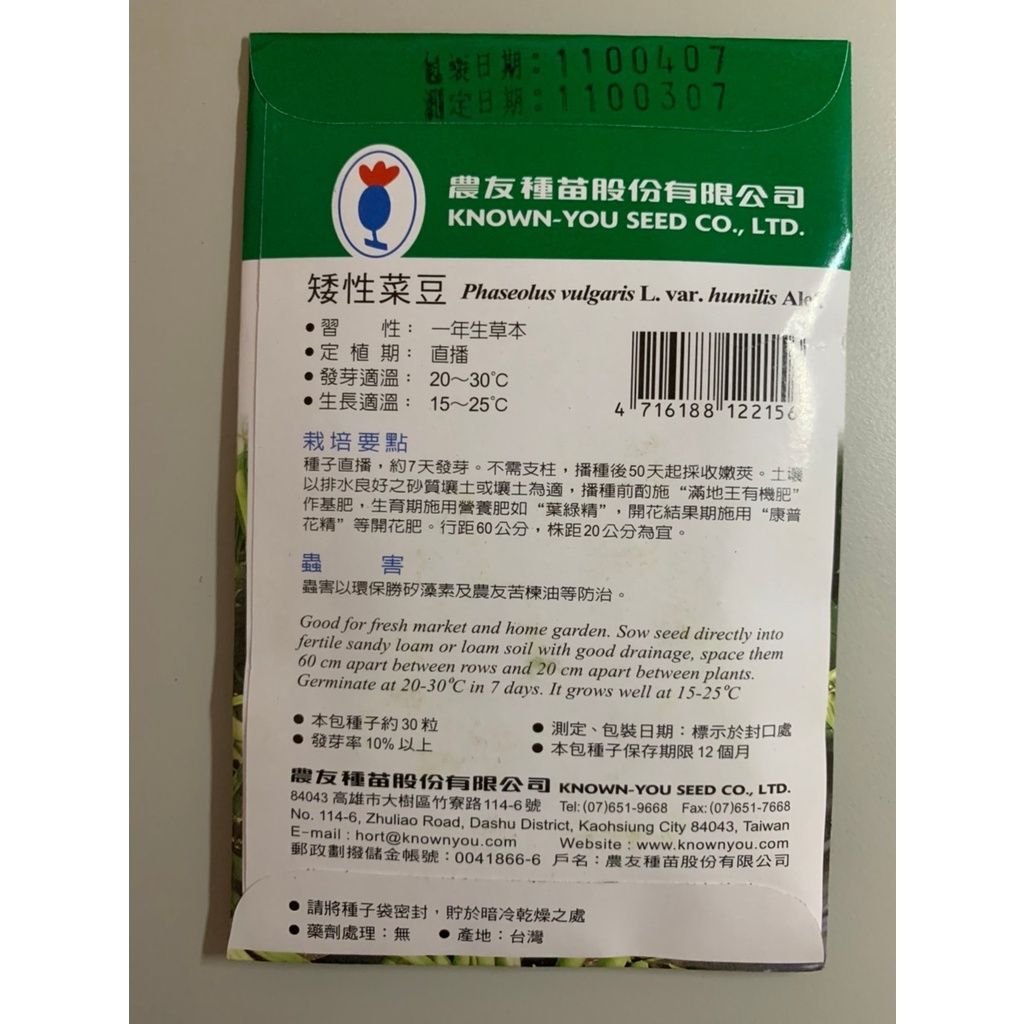 包裝日期：1100407
測定日期：1100307
農友種苗股份有限公司
KNOWN-YOU SEED CO., LTD.
矮性菜豆 Phaseolus vulgaris L. var. humilis
●習　　性： 一年生草本
●定 植 期： 直播
●發芽適溫： 20～30℃
●生長適溫： 15～25℃
4 716188 122156
栽培要點
種子直播，約7天發芽。不需支柱，播種後50天起採收嫩莢。土壤
以排水良好之砂質壤土或壤土為適，播種前酌施“滿地王有機肥”
作基肥，生育期施用營養肥如“葉綠精”，開花結果期施用“康普
花精”等開花肥。行距60公分，株距20公分為宜。
蟲　　害
蟲害以環保勝矽藻素及農友苦楝油等防治。
Good for fresh market and home garden. Sow seed directly into
fertile sandy loam or loam soil with good drainage, space them
60 cm apart between rows and 20 cm apart between plants.
Germinate at 20-30℃ in 7 days. It grows well at 15-25℃
●本包種子約30粒　●測定、包裝日期：標示於封口處
●發芽率10%以上　●本包種子保存期限12個月
農友種苗股份有限公司 KNOWN-YOU SEED CO., LTD.
84043 高雄市大樹區竹寮路114-6號 Tel: (07)651-9668 Fax: (07)651-7668
No. 114-6, Zhuliao Road, Dashu District, Kaohsiung City 84043, Taiwan
E-mail : hort@knownyou.com Website : www.knownyou.com
郵政劃撥儲金帳號：0041866-6 戶名：農友種苗股份有限公司
●請將種子袋密封，貯於暗冷乾燥之處
●藥劑處理：無　●產地：台灣